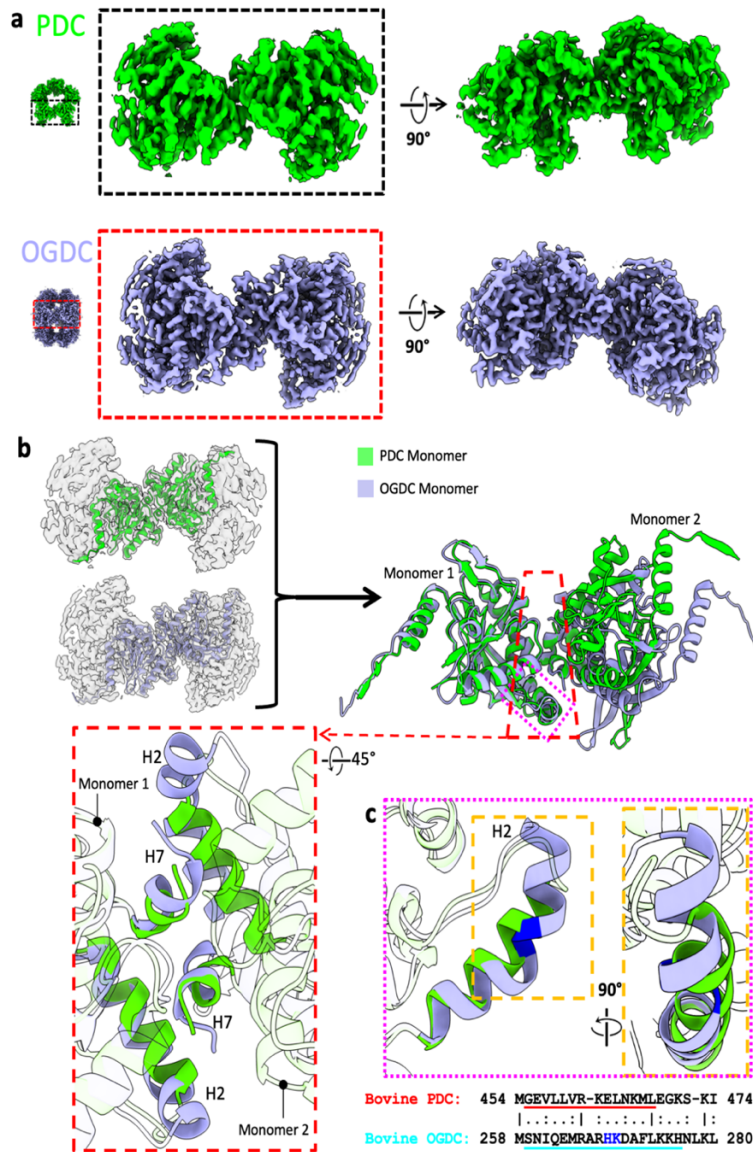 a
PDC
90°
OGDC
90°
b
PDC Monomer
OGDC Monomer
Monomer 2
Monomer 1
H2
45°
Monomer 1
H7
H7
H2
Monomer 2
c
H2
90°
Bovine PDC: 454 MGEVLLVR-KELNKMLEGKS-KI 474
|..:..:|. :|:..:|:..:.. |:
Bovine OGDC: 258 MSNIQEMRARHKDAFLKKHNLKL 280